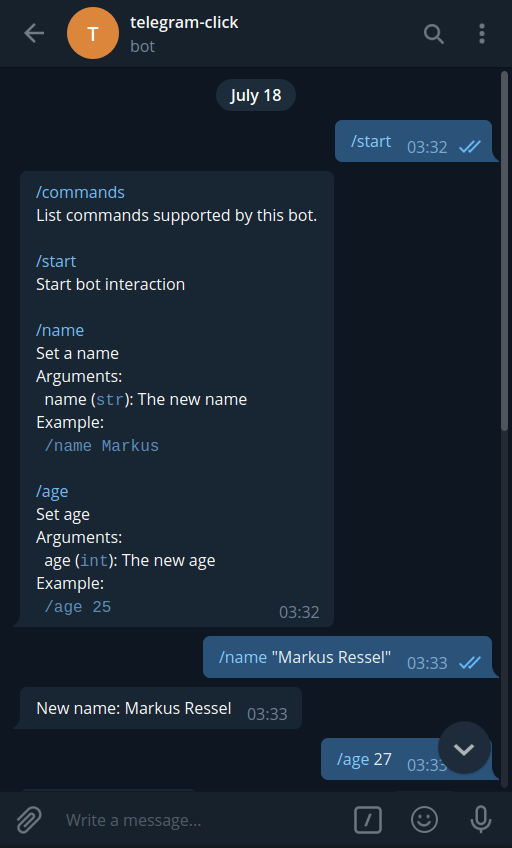 T
telegram-click
bot
July 18
/start 03:32
/commands
List commands supported by this bot.
/start
Start bot interaction
/name
Set a name
Arguments:
name (str): The new name
Example:
/name Markus
/age
Set age
Arguments:
age (int): The new age
Example:
/age 25
03:32
/name "Markus Ressel" 03:33
New name: Markus Ressel 03:33
/age 27 03:33
Write a message...
/